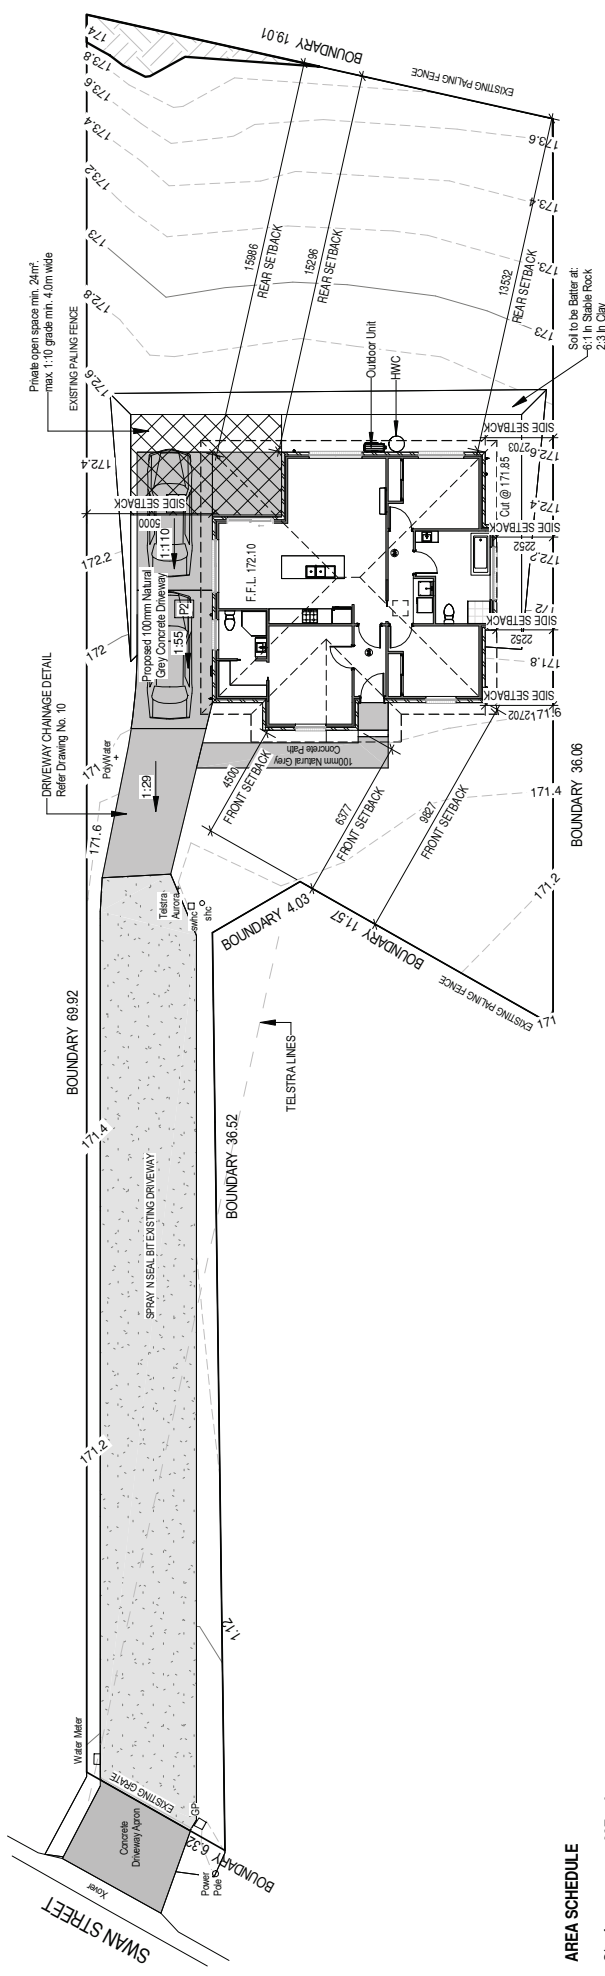 SWAN STREET
Xover
Concrete
Driveway Apron
EXISTING GRATE
Water Meter
GP
Power
Pole
BOUNDARY 6.32
1.12
171.2
SPRAY N SEAL BIT EXISTING DRIVEWAY
171.4
BOUNDARY 69.92
BOUNDARY 36.52
TELSTRA LINES
BOUNDARY 4.03
BOUNDARY 11.57
EXISTING PALING FENCE
171
171.2
171.4
BOUNDARY 36.06
Telstra
Aurora
swhc
shc
DRIVEWAY CHAINAGE DETAIL
Refer Drawing No. 10
171.6
171
PolyWater
1:29
4500
FRONT SETBACK
6377
FRONT SETBACK
9827
FRONT SETBACK
100mm Natural Grey
Concrete Path
172
172.2
Proposed 100mm Natural
Grey Concrete Driveway
1:55
P2
1:110
5000
SIDE SETBACK
F.F.L. 172.10
Cut @ 171.85
2702
SIDE SETBACK
171.6
171.8
2252
SIDE SETBACK
172
172.2
2252
SIDE SETBACK
172.4
172.6
2703
SIDE SETBACK
Outdoor Unit
HWC
Soil to be Batter at:
6:1 In Stable Rock
2:3 In Clay
Private open space min. 24m².
max. 1:10 grade min. 4.0m wide
EXISTING PALING FENCE
172.4
172.6
172.8
173
173.2
173.4
173.6
173.8
174
15986
REAR SETBACK
15296
REAR SETBACK
13532
REAR SETBACK
173
173.
173.4
173.6
BOUNDARY 19.01
EXISTING PALING FENCE
AREA SCHEDULE